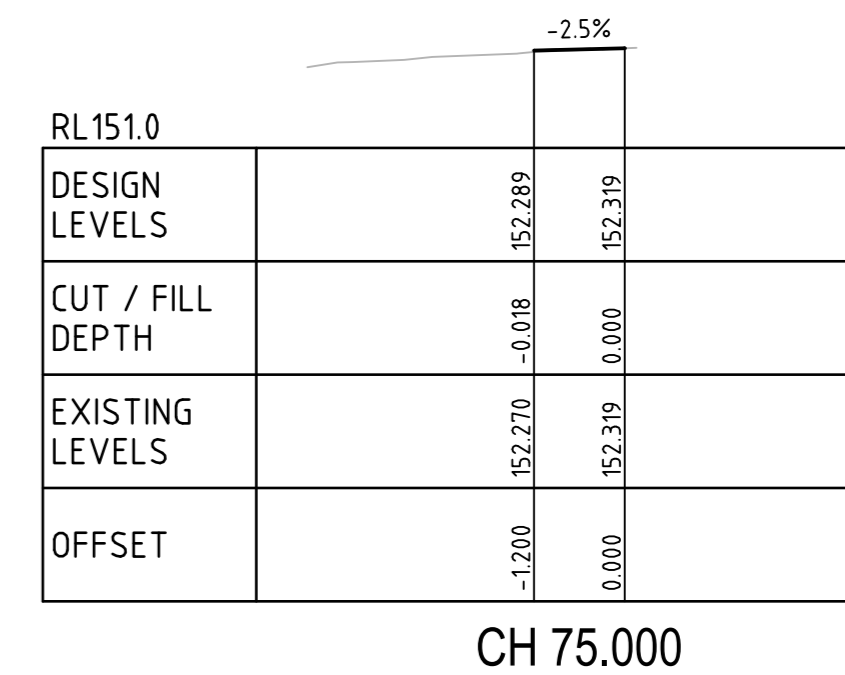 -2.5%
RL151.0
DESIGN
LEVELS
152.289
152.319
CUT / FILL
DEPTH
-0.018
0.000
EXISTING
LEVELS
152.270
152.319
OFFSET
-1.200
0.000
CH 75.000